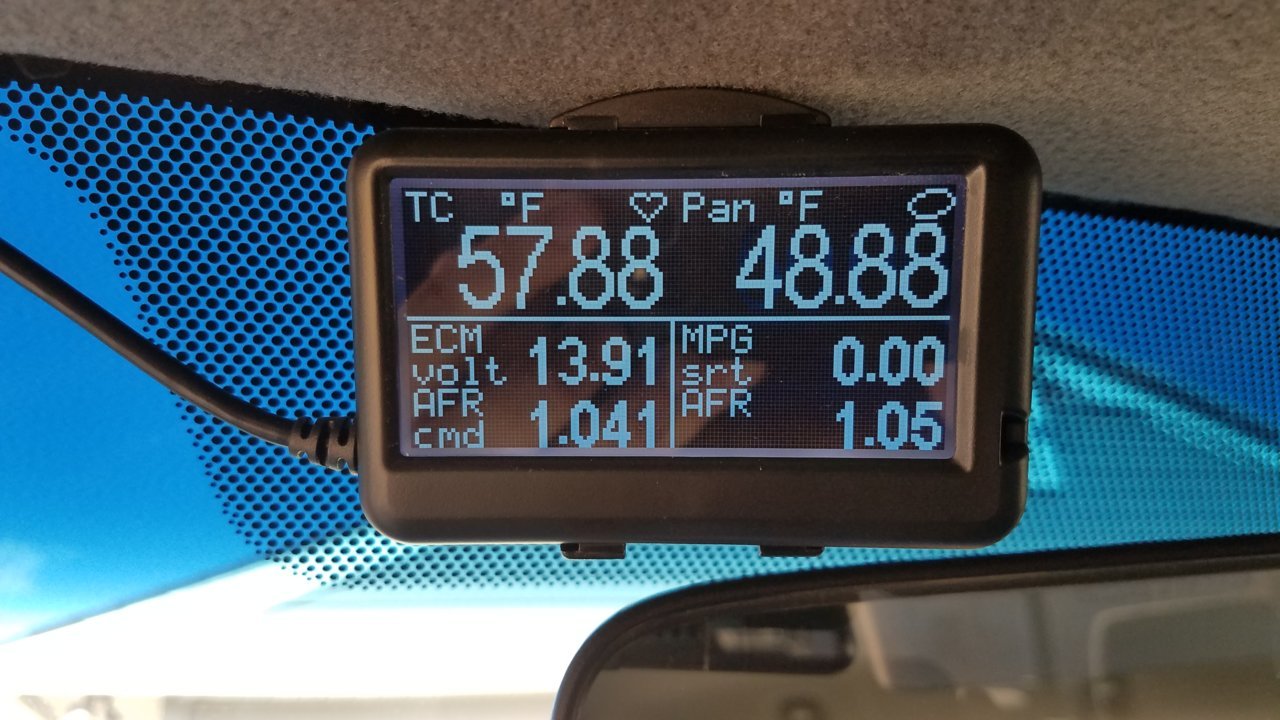 TC °F Pan °F
57.88 48.88
ECM volt 13.91 MPG srt 0.00
AFR cmd 1.041 AFR 1.05